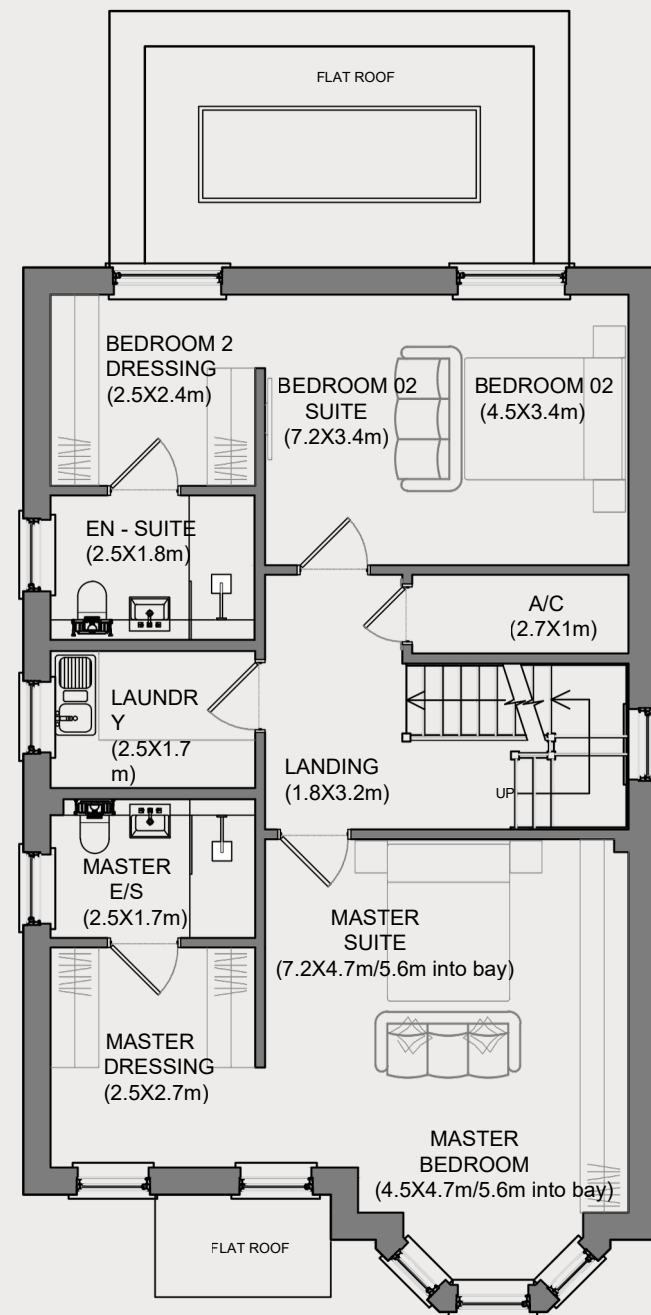 FLAT ROOF
BEDROOM 2
DRESSING
(2.5X2.4m)
BEDROOM 02
SUITE
(7.2X3.4m)
BEDROOM 02
(4.5X3.4m)
EN - SUITE
(2.5X1.8m)
A/C
(2.7X1m)
LAUNDR
Y
(2.5X1.7
m)
LANDING
(1.8X3.2m)
UP
MASTER
E/S
(2.5X1.7m)
MASTER
SUITE
(7.2X4.7m/5.6m into bay)
MASTER
DRESSING
(2.5X2.7m)
MASTER
BEDROOM
(4.5X4.7m/5.6m into bay)
FLAT ROOF